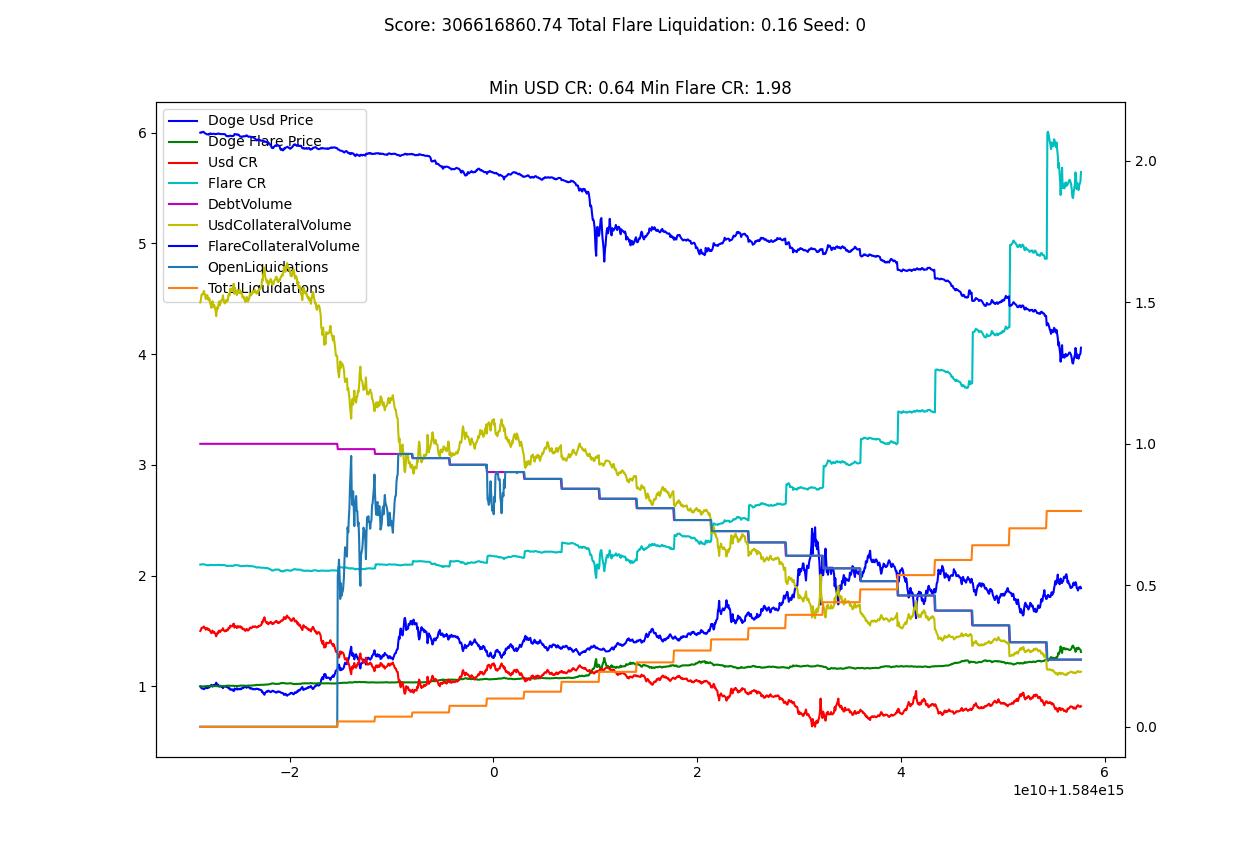 Score: 306616860.74 Total Flare Liquidation: 0.16 Seed: 0
Min USD CR: 0.64 Min Flare CR: 1.98
Doge Usd Price
Doge Flare Price
Usd CR
Flare CR
DebtVolume
UsdCollateralVolume
FlareCollateralVolume
OpenLiquidations
TotalLiquidations
6
5
4
3
2
1
2.0
1.5
1.0
0.5
0.0
−2
0
2
4
6
1e10+1.584e15